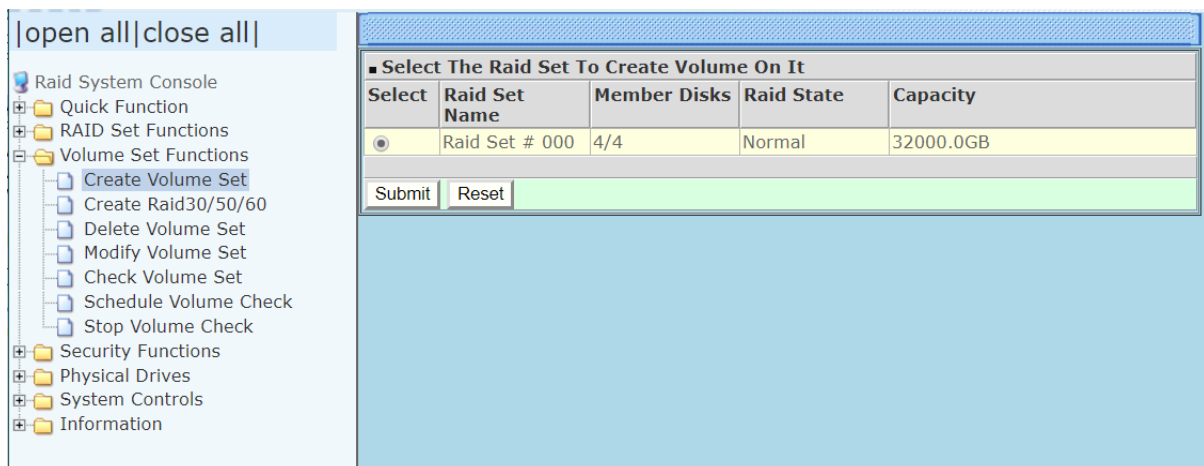 |open all|close all|
Raid System Console
Quick Function
RAID Set Functions
Volume Set Functions
Create Volume Set
Create Raid30/50/60
Delete Volume Set
Modify Volume Set
Check Volume Set
Schedule Volume Check
Stop Volume Check
Security Functions
Physical Drives
System Controls
Information
Select The Raid Set To Create Volume On It
Select Raid Set Name Member Disks Raid State Capacity
Raid Set # 000 4/4 Normal 32000.0GB
Submit Reset